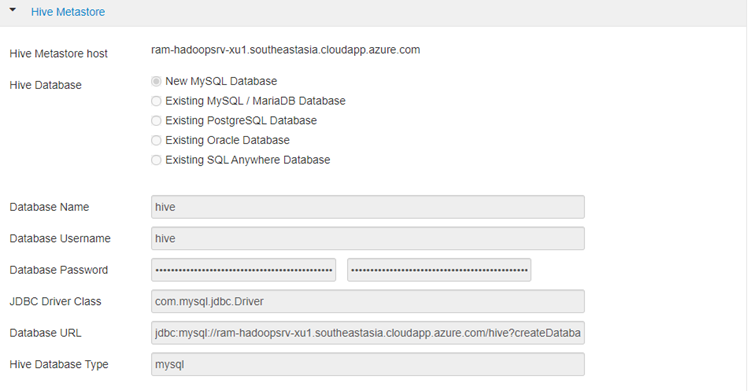 Hive Metastore
Hive Metastore host ram-hadoopsrv-xu1.southeastasia.cloudapp.azure.com
Hive Database New MySQL Database
Existing MySQL / MariaDB Database
Existing PostgreSQL Database
Existing Oracle Database
Existing SQL Anywhere Database
Database Name hive
Database Username hive
Database Password
JDBC Driver Class com.mysql.jdbc.Driver
Database URL jdbc:mysql://ram-hadoopsrv-xu1.southeastasia.cloudapp.azure.com/hive?createDataba
Hive Database Type mysql